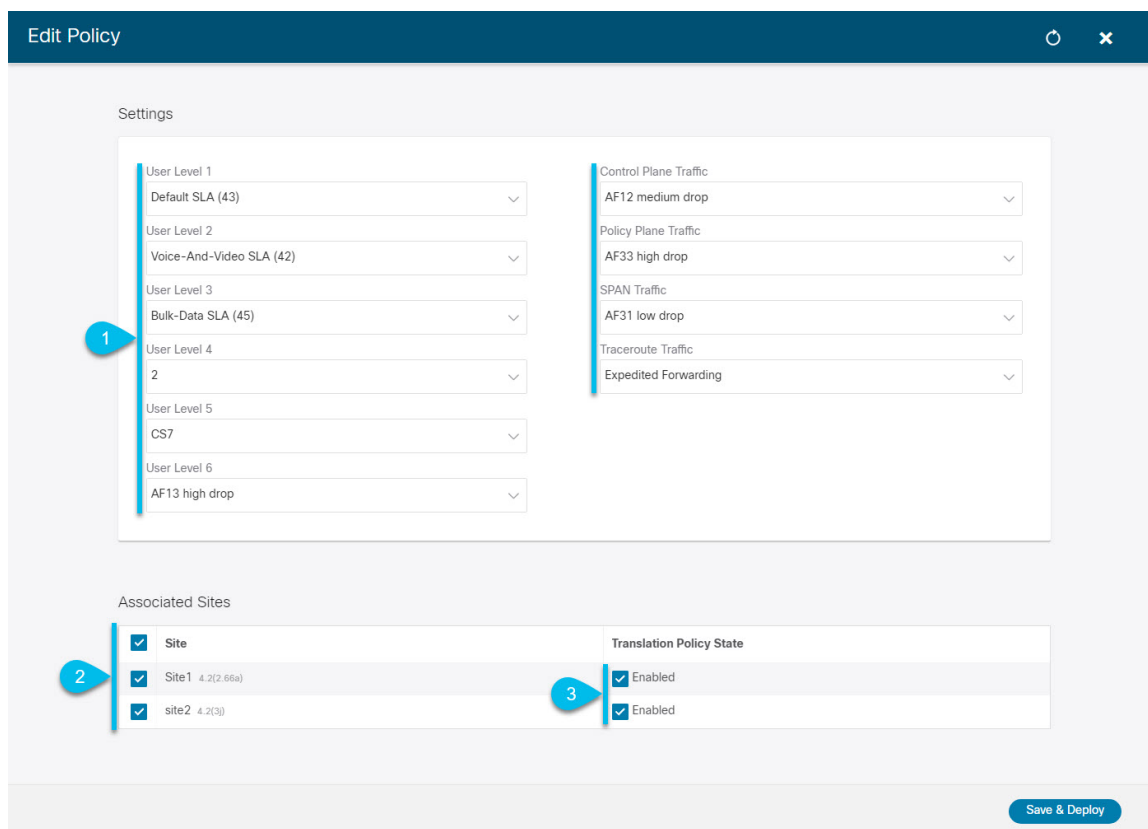 Edit Policy
Settings
User Level 1
Default SLA (43)
User Level 2
Voice-And-Video SLA (42)
User Level 3
Bulk-Data SLA (45)
1
User Level 4
2
User Level 5
CS7
User Level 6
AF13 high drop
Control Plane Traffic
AF12 medium drop
Policy Plane Traffic
AF33 high drop
SPAN Traffic
AF31 low drop
Traceroute Traffic
Expedited Forwarding
Associated Sites
Site Translation Policy State
2 Site1 4.2(2.66a) 3 Enabled
site2 4.2(3j) Enabled
Save & Deploy